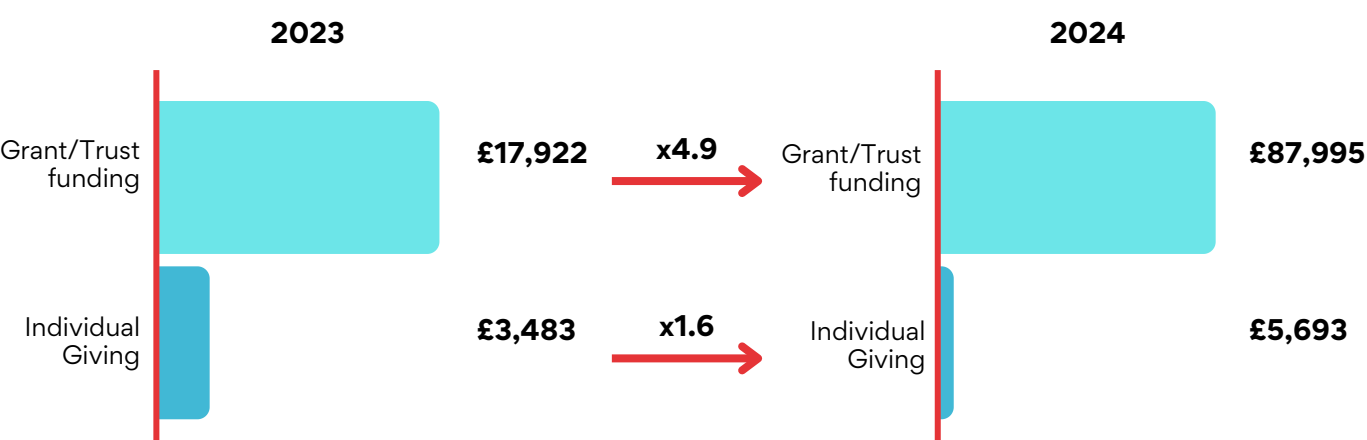 2023
2024
Grant/Trust
funding
£17,922
x4.9
Grant/Trust
funding
£87,995
Individual
Giving
£3,483
x1.6
Individual
Giving
£5,693